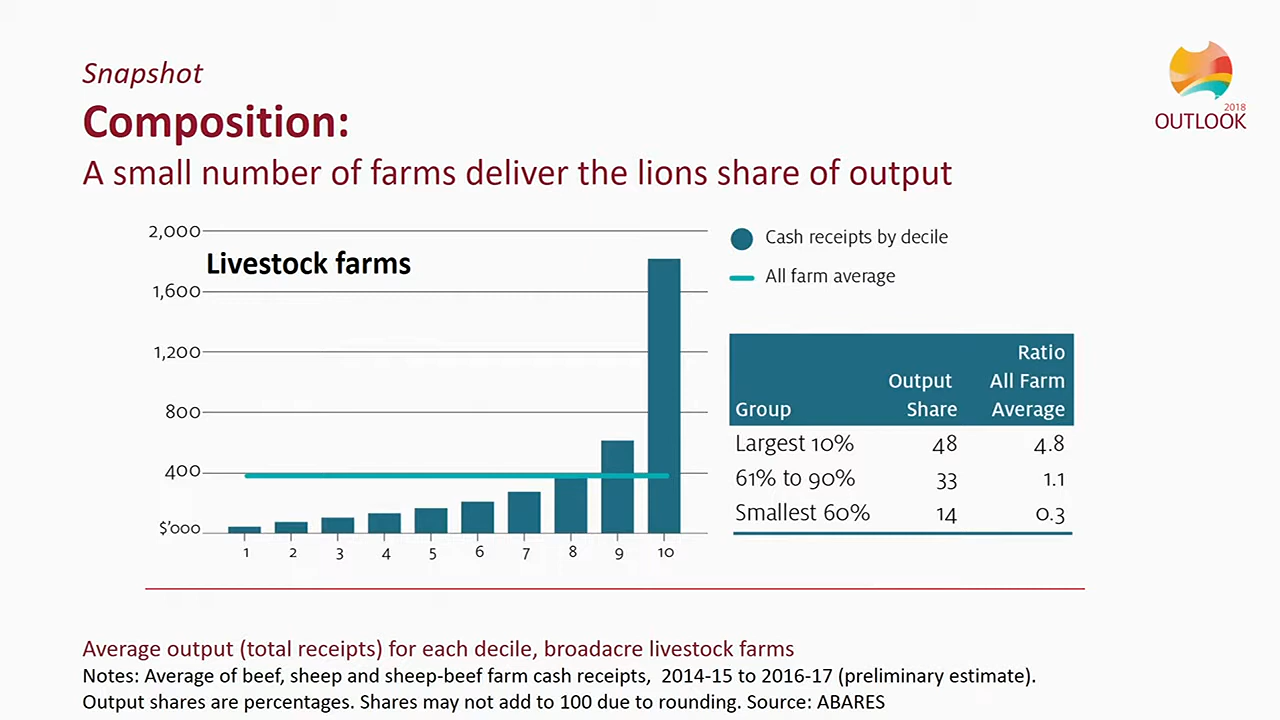 Snapshot
Composition:
A small number of farms deliver the lions share of output
2018
OUTLOOK
Livestock farms
2,000
1,600
1,200
800
400
$'000
1 2 3 4 5 6 7 8 9 10
Cash receipts by decile
All farm average
Group Output Share Ratio All Farm Average
Largest 10% 48 4.8
61% to 90% 33 1.1
Smallest 60% 14 0.3
Average output (total receipts) for each decile, broadacre livestock farms
Notes: Average of beef, sheep and sheep-beef farm cash receipts, 2014-15 to 2016-17 (preliminary estimate).
Output shares are percentages. Shares may not add to 100 due to rounding. Source: ABARES